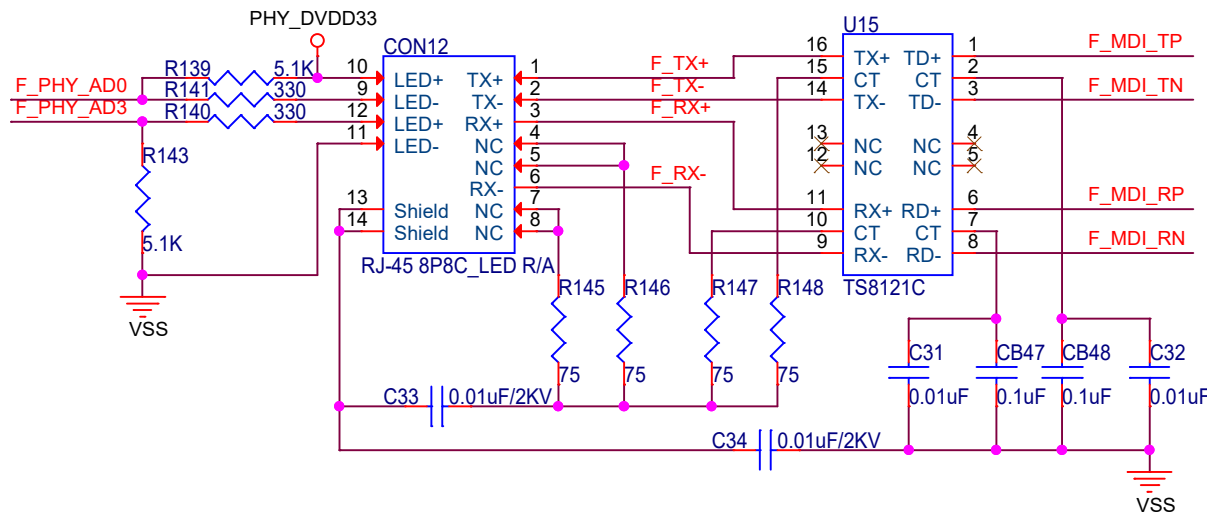 PHY_DVDD33
U15
CON12
F_PHY_AD0
R139
5.1K
10
LED+
TX+
1
F_TX+
16
TX+
TD+
1
F_MDI_TP
R141
330
9
LED-
TX-
2
F_TX-
15
CT
CT
2
F_PHY_AD3
R140
330
12
LED+
RX+
3
F_RX+
14
TX-
TD-
3
F_MDI_TN
11
LED-
NC
4
13
NC
NC
4
R143
NC
5
12
NC
NC
5
RX-
6
F_RX-
13
Shield
NC
7
11
RX+
RD+
6
F_MDI_RP
14
Shield
NC
8
10
CT
CT
7
5.1K
9
RX-
RD-
8
F_MDI_RN
RJ-45 8P8C_LED R/A
TS8121C
VSS
R145
R146
R147
R148
75
75
75
75
C31
CB47
CB48
C32
0.01uF
0.1uF
0.1uF
0.01uF
C33
0.01uF/2KV
C34
0.01uF/2KV
VSS